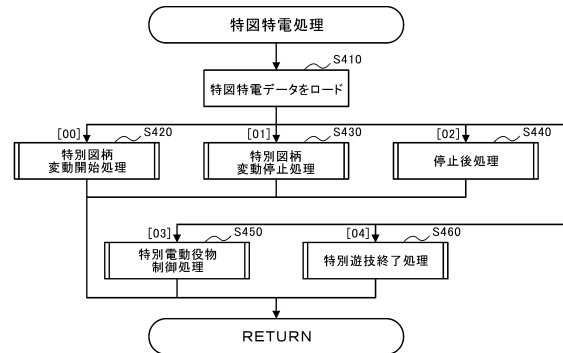 特図特電処理
S410
特図特電データをロード
[00]
S420
[01]
S430
[02]
S440
特別図柄
変動開始処理
特別図柄
変動停止処理
停止後処理
[03]
S450
[04]
S460
特別電動役物
制御処理
特別遊技終了処理
RETURN